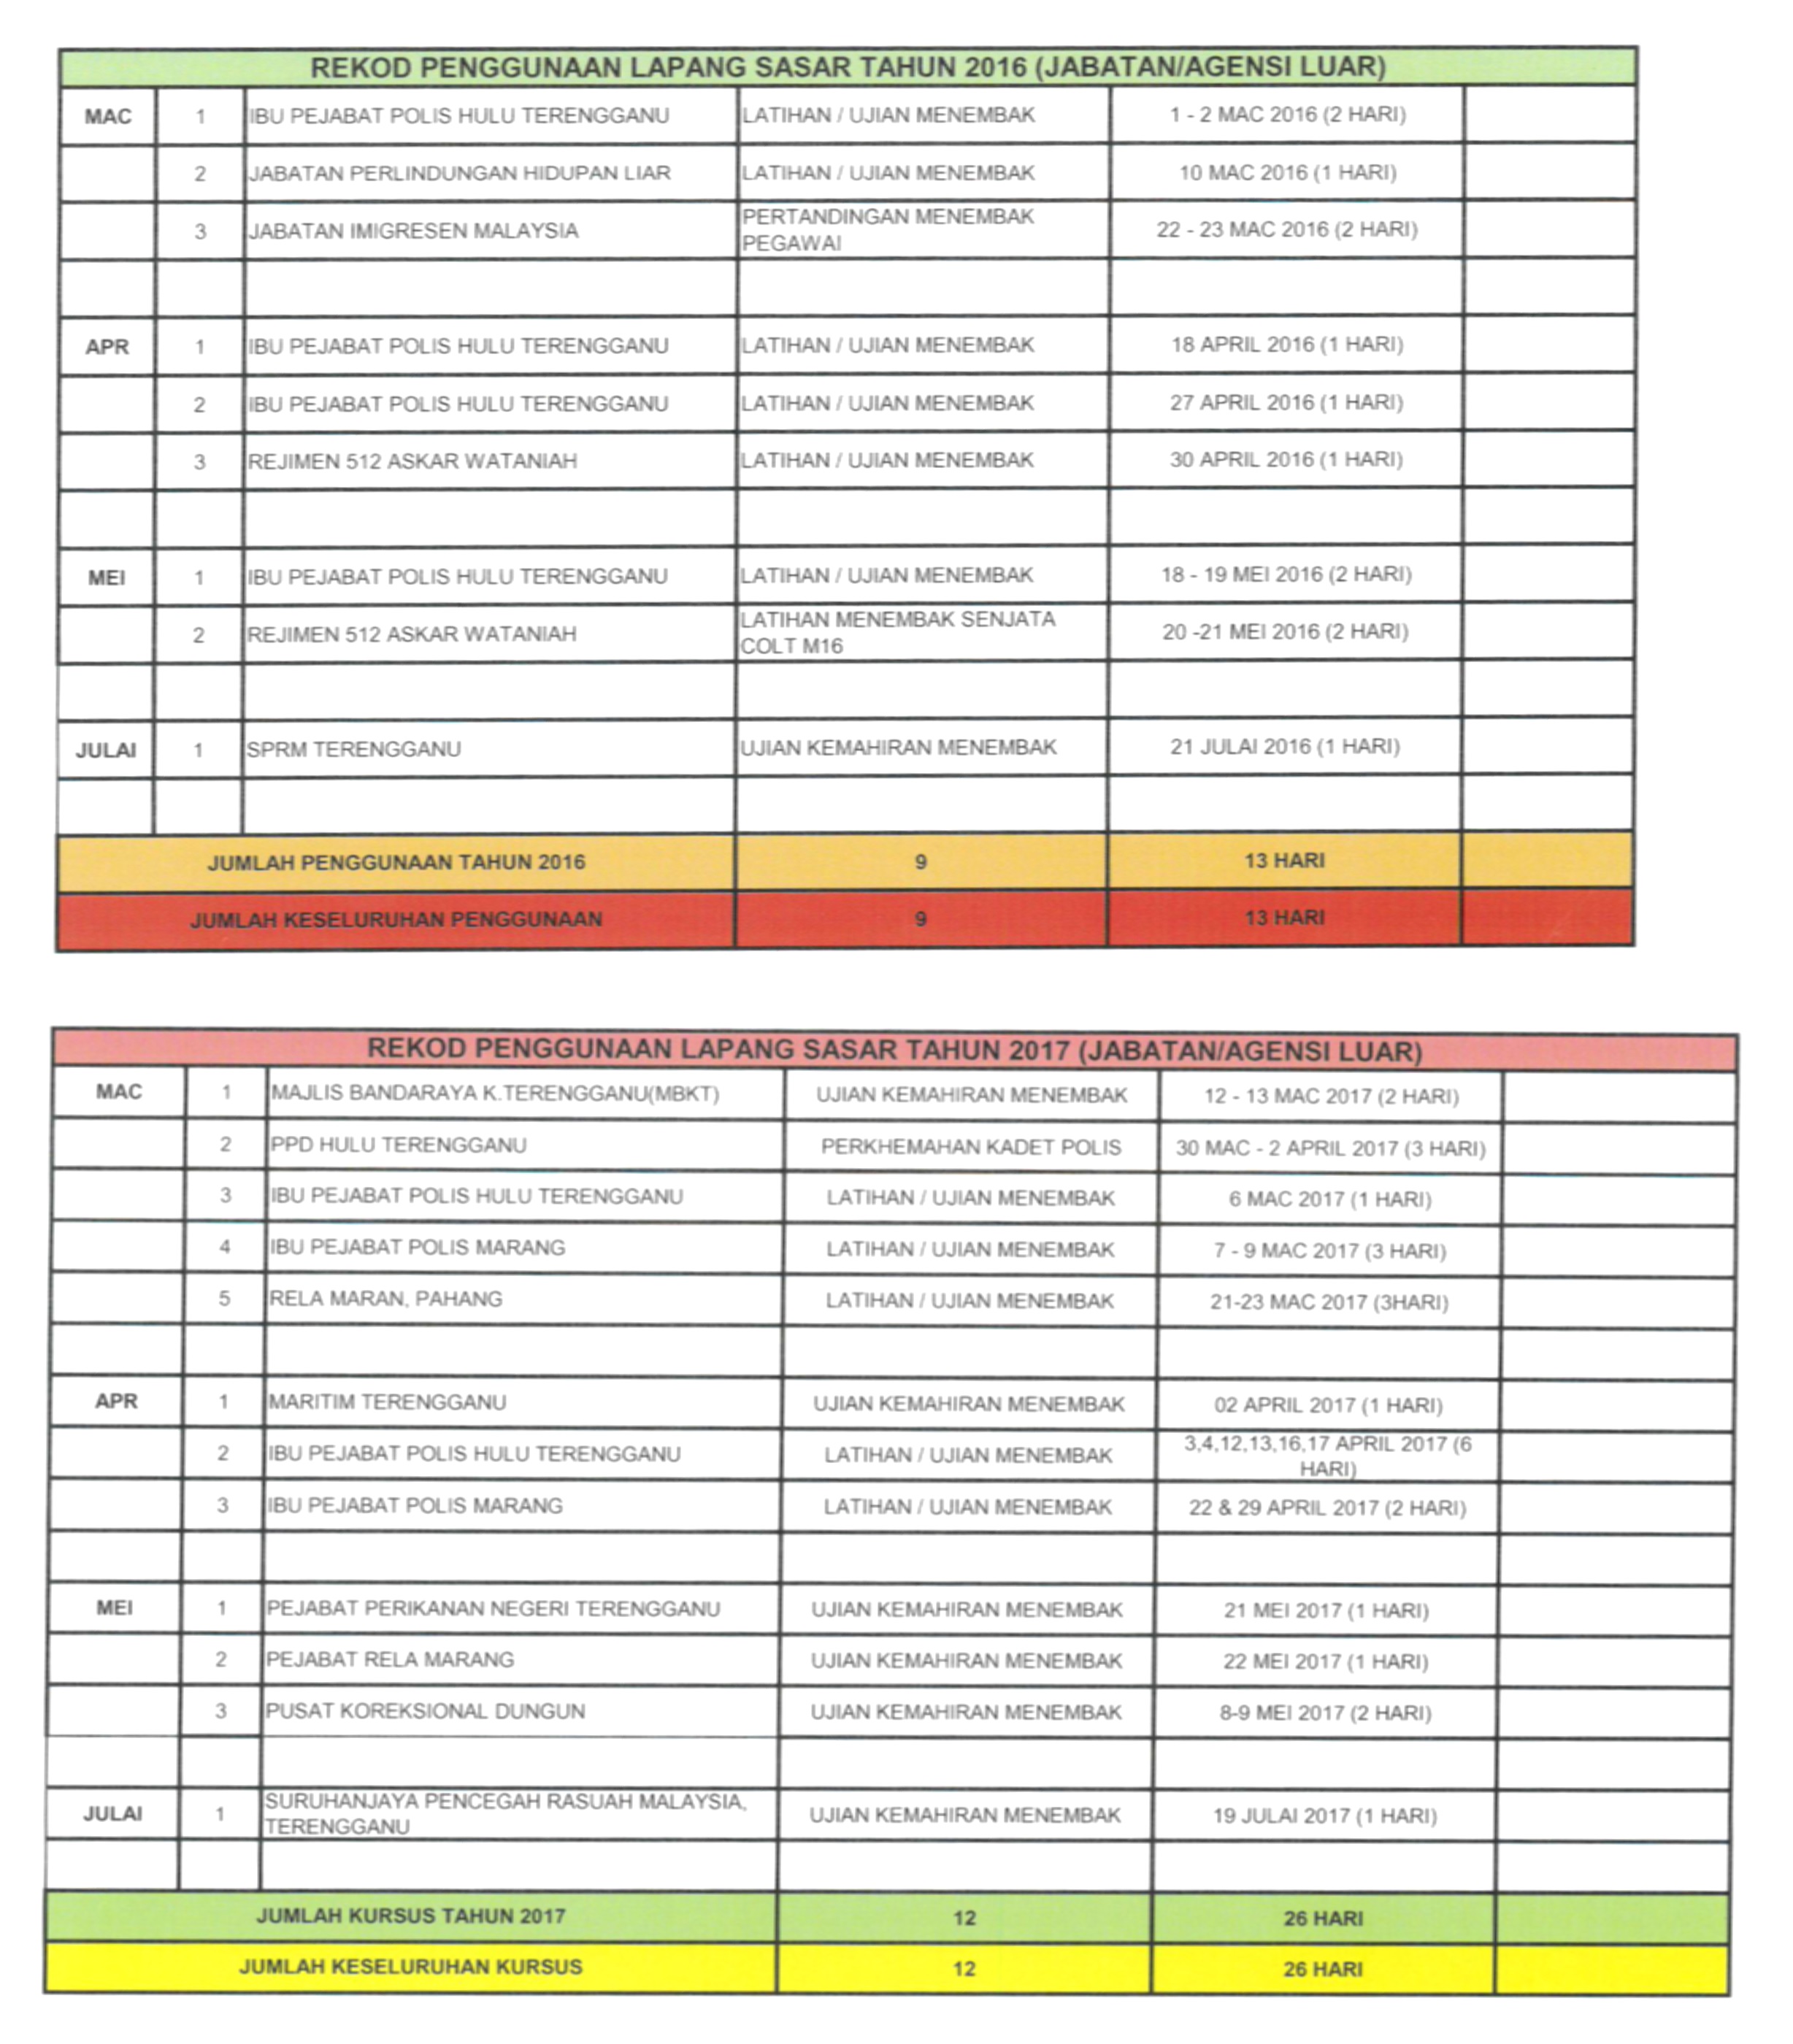 REKOD PENGGUNAAN LAPANG SASAR TAHUN 2016 (JABATAN/AGENSI LUAR)
MAC 1 IBU PEJABAT POLIS HULU TERENGGANU LATIHAN / UJIAN MENEMBAK 1 - 2 MAC 2016 (2 HARI)
2 JABATAN PERLINDUNGAN HIDUPAN LIAR LATIHAN / UJIAN MENEMBAK 10 MAC 2016 (1 HARI)
3 JABATAN IMIGRESEN MALAYSIA PERTANDINGAN MENEMBAK PEGAWAI 22 - 23 MAC 2016 (2 HARI)
APR 1 IBU PEJABAT POLIS HULU TERENGGANU LATIHAN / UJIAN MENEMBAK 18 APRIL 2016 (1 HARI)
2 IBU PEJABAT POLIS HULU TERENGGANU LATIHAN / UJIAN MENEMBAK 27 APRIL 2016 (1 HARI)
3 REJIMEN 512 ASKAR WATANIAH LATIHAN / UJIAN MENEMBAK 30 APRIL 2016 (1 HARI)
MEI 1 IBU PEJABAT POLIS HULU TERENGGANU LATIHAN / UJIAN MENEMBAK 18 - 19 MEI 2016 (2 HARI)
2 REJIMEN 512 ASKAR WATANIAH LATIHAN MENEMBAK SENJATA COLT M16 20 -21 MEI 2016 (2 HARI)
JULAI 1 SPRM TERENGGANU UJIAN KEMAHIRAN MENEMBAK 21 JULAI 2016 (1 HARI)
JUMLAH PENGGUNAAN TAHUN 2016 9 13 HARI
JUMLAH KESELURUHAN PENGGUNAAN 9 13 HARI
REKOD PENGGUNAAN LAPANG SASAR TAHUN 2017 (JABATAN/AGENSI LUAR)
MAC 1 MAJLIS BANDARAYA K.TERENGGANU(MBKT) UJIAN KEMAHIRAN MENEMBAK 12 - 13 MAC 2017 (2 HARI)
2 PPD HULU TERENGGANU PERKHEMAHAN KADET POLIS 30 MAC - 2 APRIL 2017 (3 HARI)
3 IBU PEJABAT POLIS HULU TERENGGANU LATIHAN / UJIAN MENEMBAK 6 MAC 2017 (1 HARI)
4 IBU PEJABAT POLIS MARANG LATIHAN / UJIAN MENEMBAK 7 - 9 MAC 2017 (3 HARI)
5 RELA MARAN, PAHANG LATIHAN / UJIAN MENEMBAK 21-23 MAC 2017 (3HARI)
APR 1 MARITIM TERENGGANU UJIAN KEMAHIRAN MENEMBAK 02 APRIL 2017 (1 HARI)
2 IBU PEJABAT POLIS HULU TERENGGANU LATIHAN / UJIAN MENEMBAK 3,4,12,13,16,17 APRIL 2017 (6 HARI)
3 IBU PEJABAT POLIS MARANG LATIHAN / UJIAN MENEMBAK 22 & 29 APRIL 2017 (2 HARI)
MEI 1 PEJABAT PERIKANAN NEGERI TERENGGANU UJIAN KEMAHIRAN MENEMBAK 21 MEI 2017 (1 HARI)
2 PEJABAT RELA MARANG UJIAN KEMAHIRAN MENEMBAK 22 MEI 2017 (1 HARI)
3 PUSAT KOREKSIONAL DUNGUN UJIAN KEMAHIRAN MENEMBAK 8-9 MEI 2017 (2 HARI)
JULAI 1 SURUHANJAYA PENCEGAH RASUAH MALAYSIA, TERENGGANU UJIAN KEMAHIRAN MENEMBAK 19 JULAI 2017 (1 HARI)
JUMLAH KURSUS TAHUN 2017 12 26 HARI
JUMLAH KESELURUHAN KURSUS 12 26 HARI